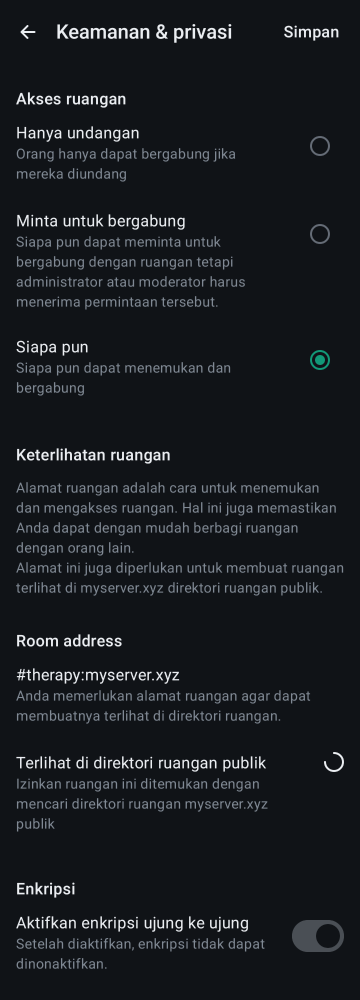 Keamanan & privasi
Simpan
Akses ruangan
Hanya undangan
Orang hanya dapat bergabung jika
mereka diundang
Minta untuk bergabung
Siapa pun dapat meminta untuk
bergabung dengan ruangan tetapi
administrator atau moderator harus
menerima permintaan tersebut.
Siapa pun
Siapa pun dapat menemukan dan
bergabung
Keterlihatan ruangan
Alamat ruangan adalah cara untuk menemukan
dan mengakses ruangan. Hal ini juga memastikan
Anda dapat dengan mudah berbagi ruangan
dengan orang lain.
Alamat ini juga diperlukan untuk membuat ruangan
terlihat di myserver.xyz direktori ruangan publik.
Room address
#therapy:myserver.xyz
Anda memerlukan alamat ruangan agar dapat
membuatnya terlihat di direktori ruangan.
Terlihat di direktori ruangan publik
Izinkan ruangan ini ditemukan dengan
mencari direktori ruangan myserver.xyz
publik
Enkripsi
Aktifkan enkripsi ujung ke ujung
Setelah diaktifkan, enkripsi tidak dapat
dinonaktifkan.